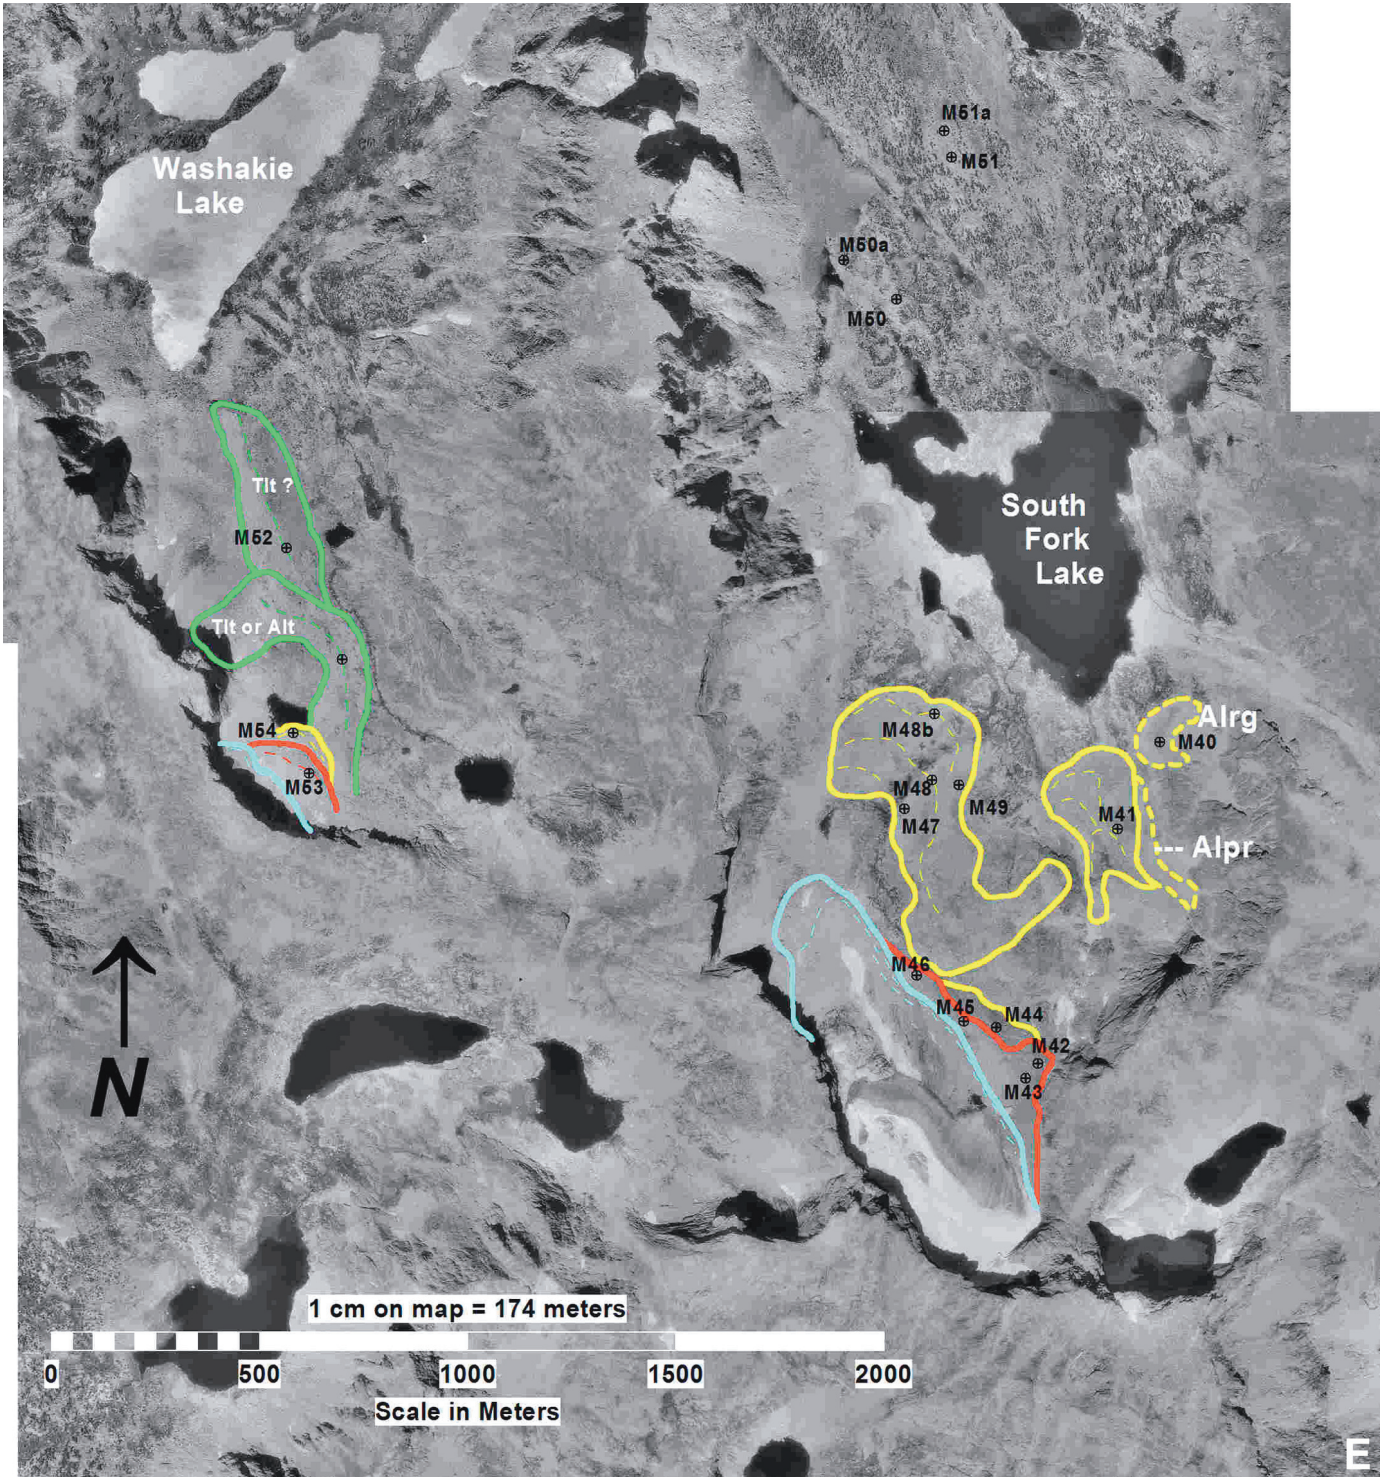 M51a
M51
Washakie
Lake
M50a
M50
Tlt ?
South
Fork
Lake
M52
Tlt or Alt
Alrg
M54
M48b
M40
M53
M48
M49
M47
M41
--- Alpr
M46
M45
M44
M42
M43
N
1 cm on map = 174 meters
0 500 1000 1500 2000
Scale in Meters
E